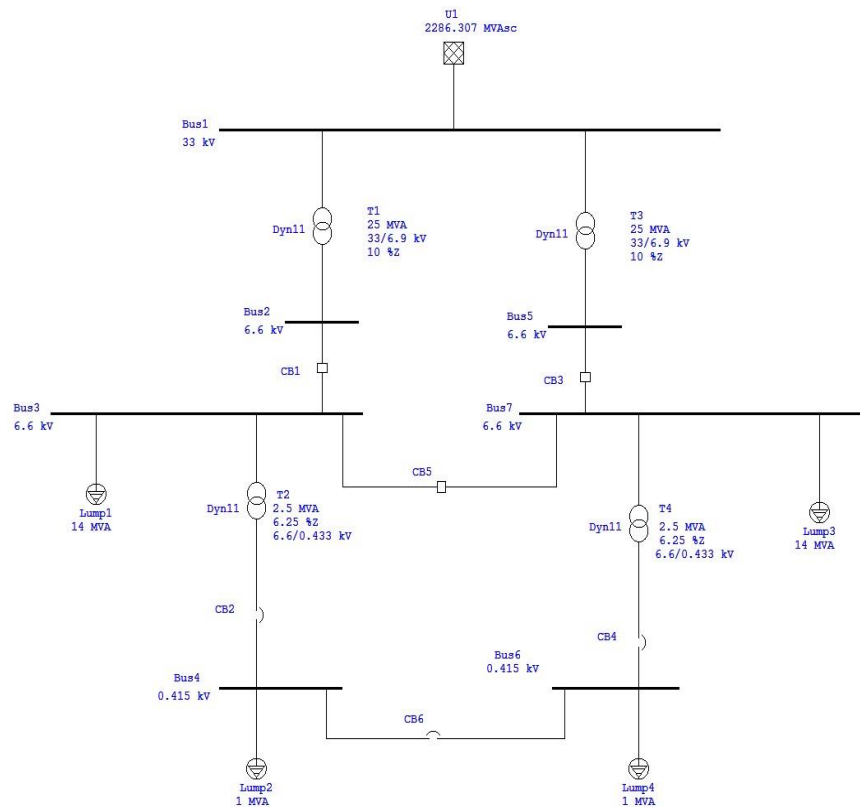 U1
2286.307 MVAsc
Bus1
33 kV
Dyn11
T1
25 MVA
33/6.9 kV
10 %Z
Dyn11
T3
25 MVA
33/6.9 kV
10 %Z
Bus2
6.6 kV
Bus5
6.6 kV
CB1
CB3
Bus3
6.6 kV
Bus7
6.6 kV
CB5
Lump1
14 MVA
Dyn11
T2
2.5 MVA
6.25 %Z
6.6/0.433 kV
Dyn11
T4
2.5 MVA
6.25 %Z
6.6/0.433 kV
Lump3
14 MVA
CB2
CB4
Bus4
0.415 kV
Bus6
0.415 kV
CB6
Lump2
1 MVA
Lump4
1 MVA